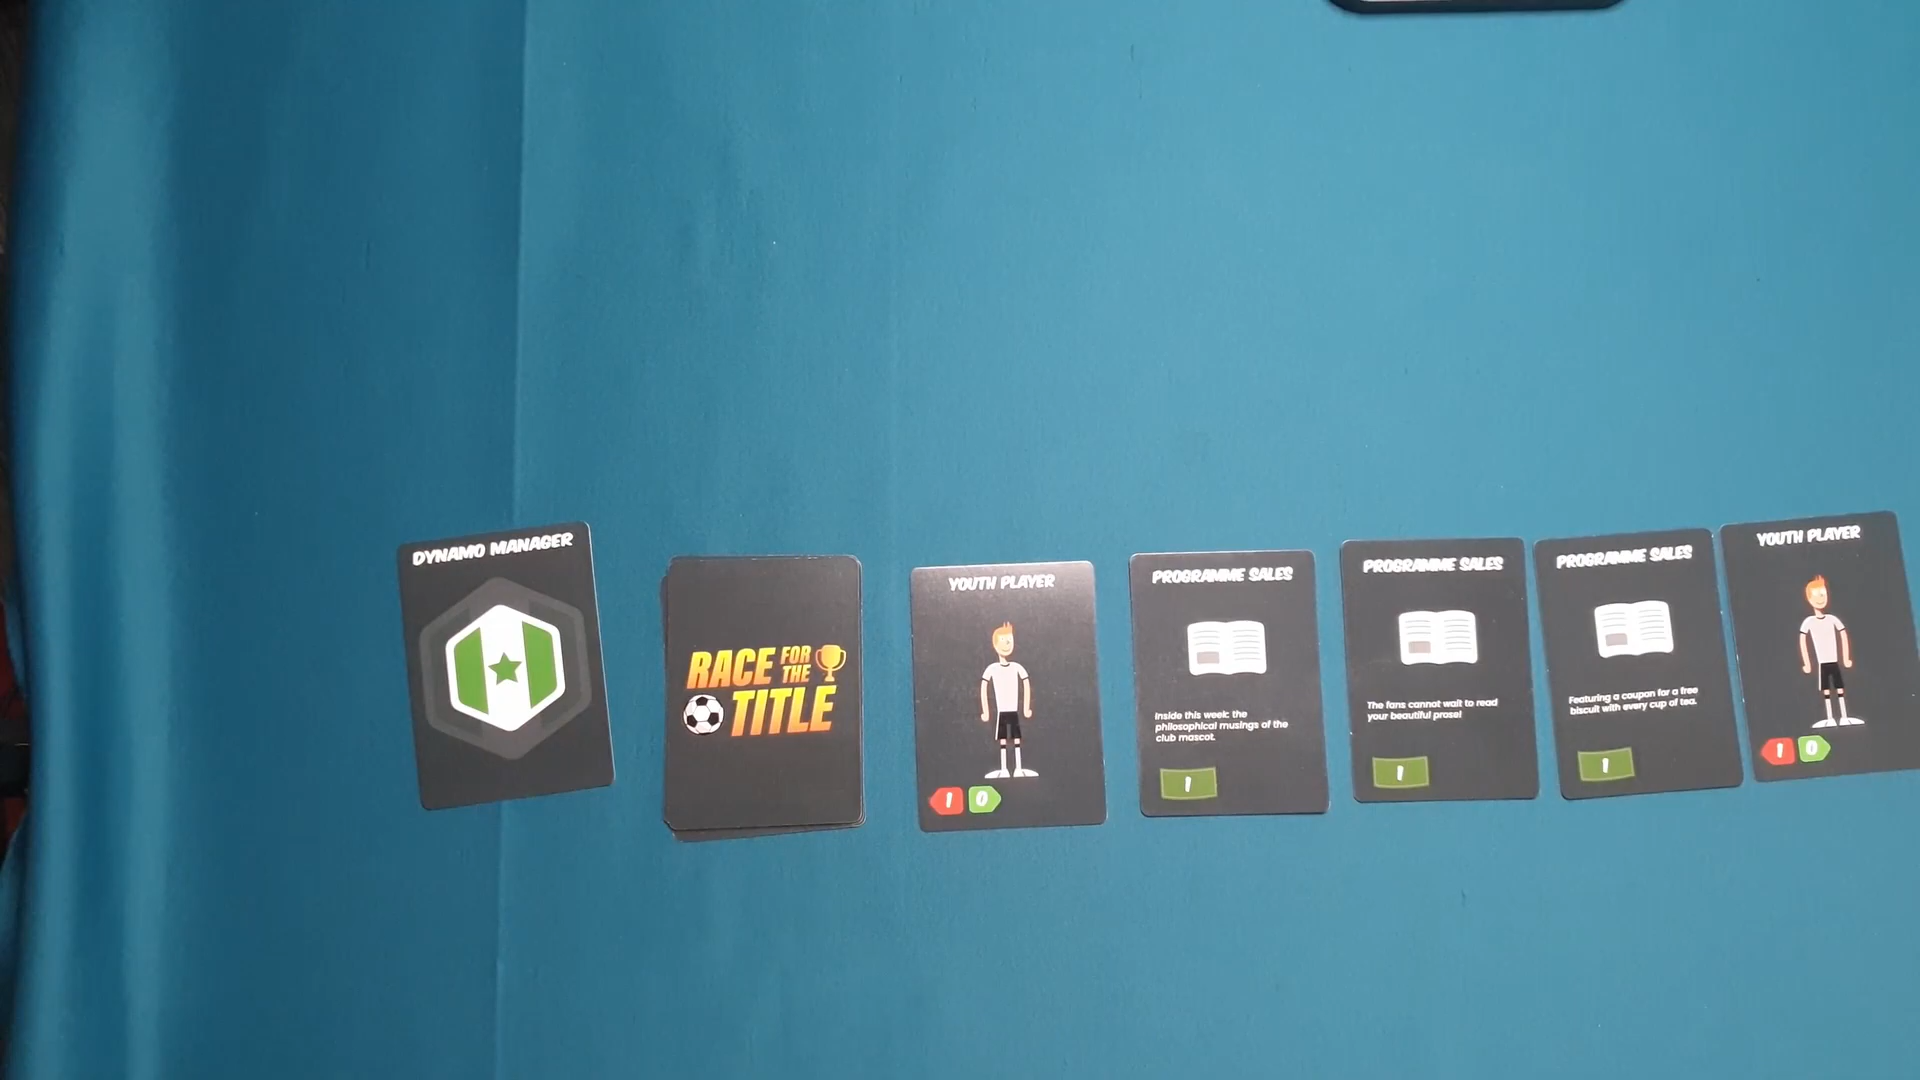 DYNAMO MANAGER
RACE FOR THE
TITLE
YOUTH PLAYER
1 0
PROGRAMME SALES
Inside this week: the
philosophical musings of the
club mascot.
1
PROGRAMME SALES
The fans cannot wait to read
your beautiful prose!
1
PROGRAMME SALES
Featuring a coupon for a free
biscuit with every cup of tea.
1
YOUTH PLAYER
1 0